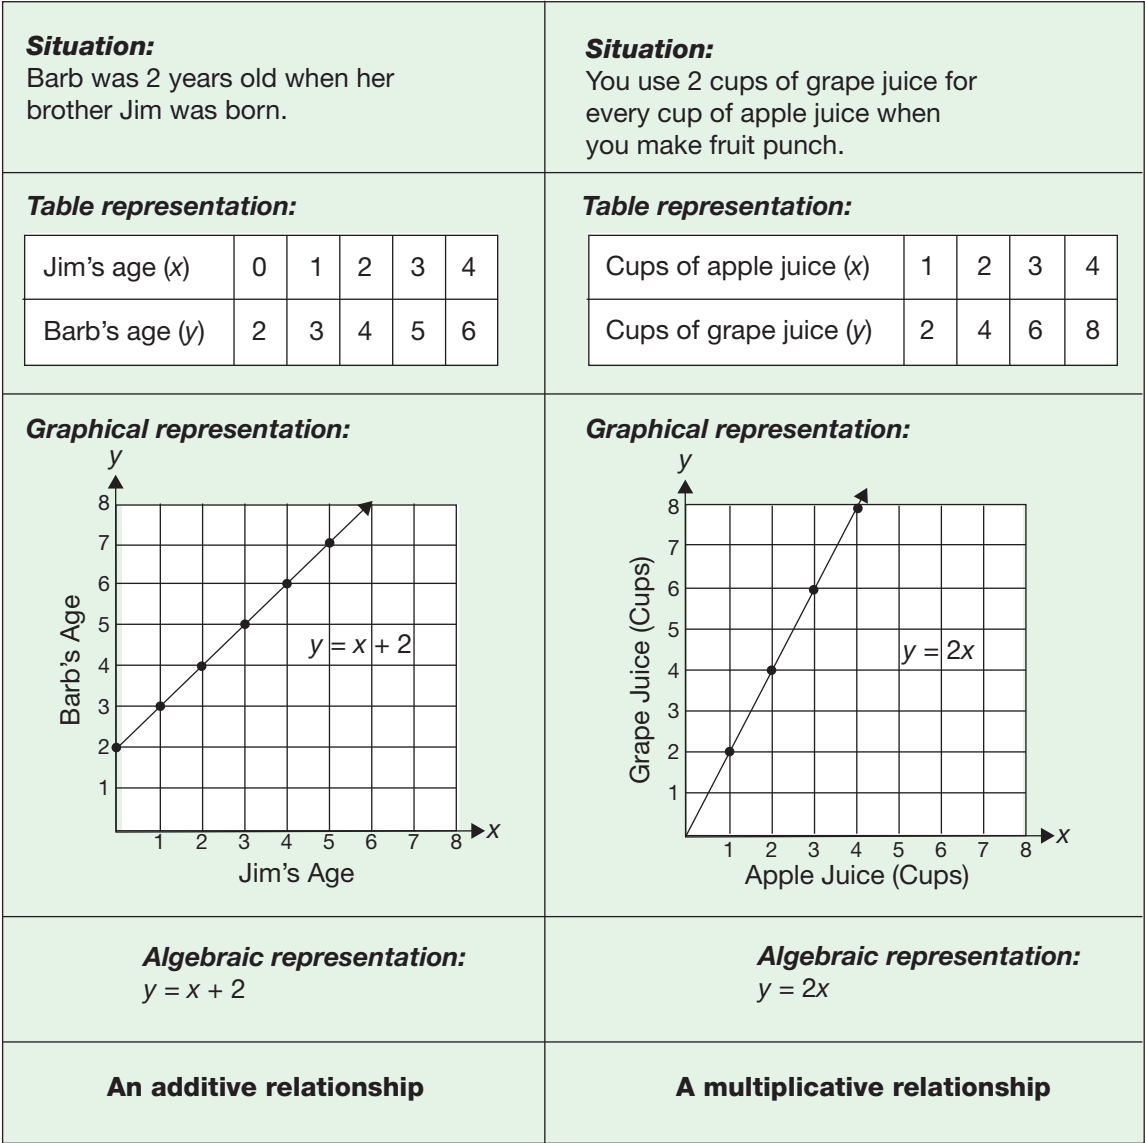 Situation:
Barb was 2 years old when her
brother Jim was born.
Situation:
You use 2 cups of grape juice for
every cup of apple juice when
you make fruit punch.
Table representation:
Jim's age (x) 0 1 2 3 4
Barb's age (y) 2 3 4 5 6
Table representation:
Cups of apple juice (x) 1 2 3 4
Cups of grape juice (y) 2 4 6 8
Graphical representation:
y
8
7
6
5
4
3
2
1
Barb's Age
y = x + 2
1 2 3 4 5 6 7 8 x
Jim's Age
Graphical representation:
y
8
7
6
5
4
3
2
1
Grape Juice (Cups)
y = 2x
1 2 3 4 5 6 7 8 x
Apple Juice (Cups)
Algebraic representation:
y = x + 2
Algebraic representation:
y = 2x
An additive relationship
A multiplicative relationship